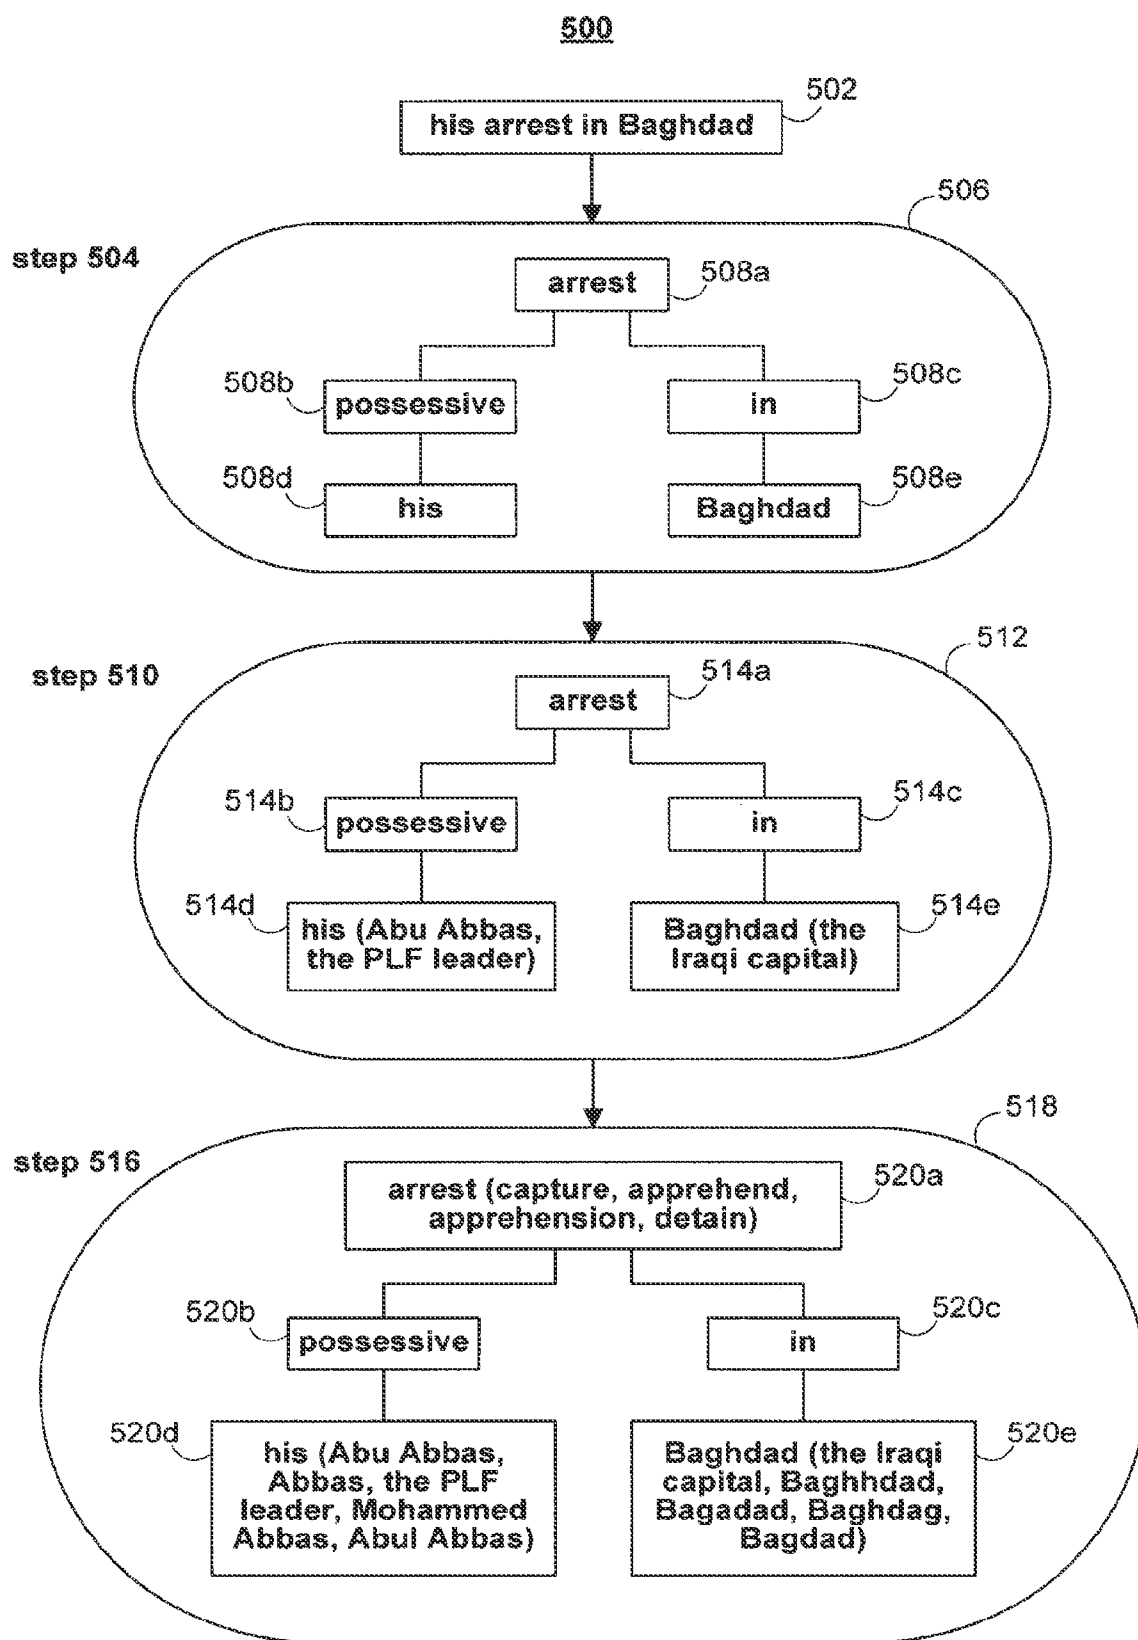 500
502
his arrest in Baghdad
506
step 504
arrest
508a
508b
possessive
508c
in
508d
his
508e
Baghdad
512
step 510
514a
arrest
514b
possessive
514c
in
514d
his (Abu Abbas,
the PLF leader)
514e
Baghdad (the
Iraqi capital)
518
step 516
520a
arrest (capture, apprehend,
apprehension, detain)
520b
possessive
520c
in
520d
his (Abu Abbas,
Abbas, the PLF
leader, Mohammed
Abbas, Abul Abbas)
520e
Baghdad (the Iraqi
capital, Baghhdad,
Bagadad, Baghdag,
Bagdad)